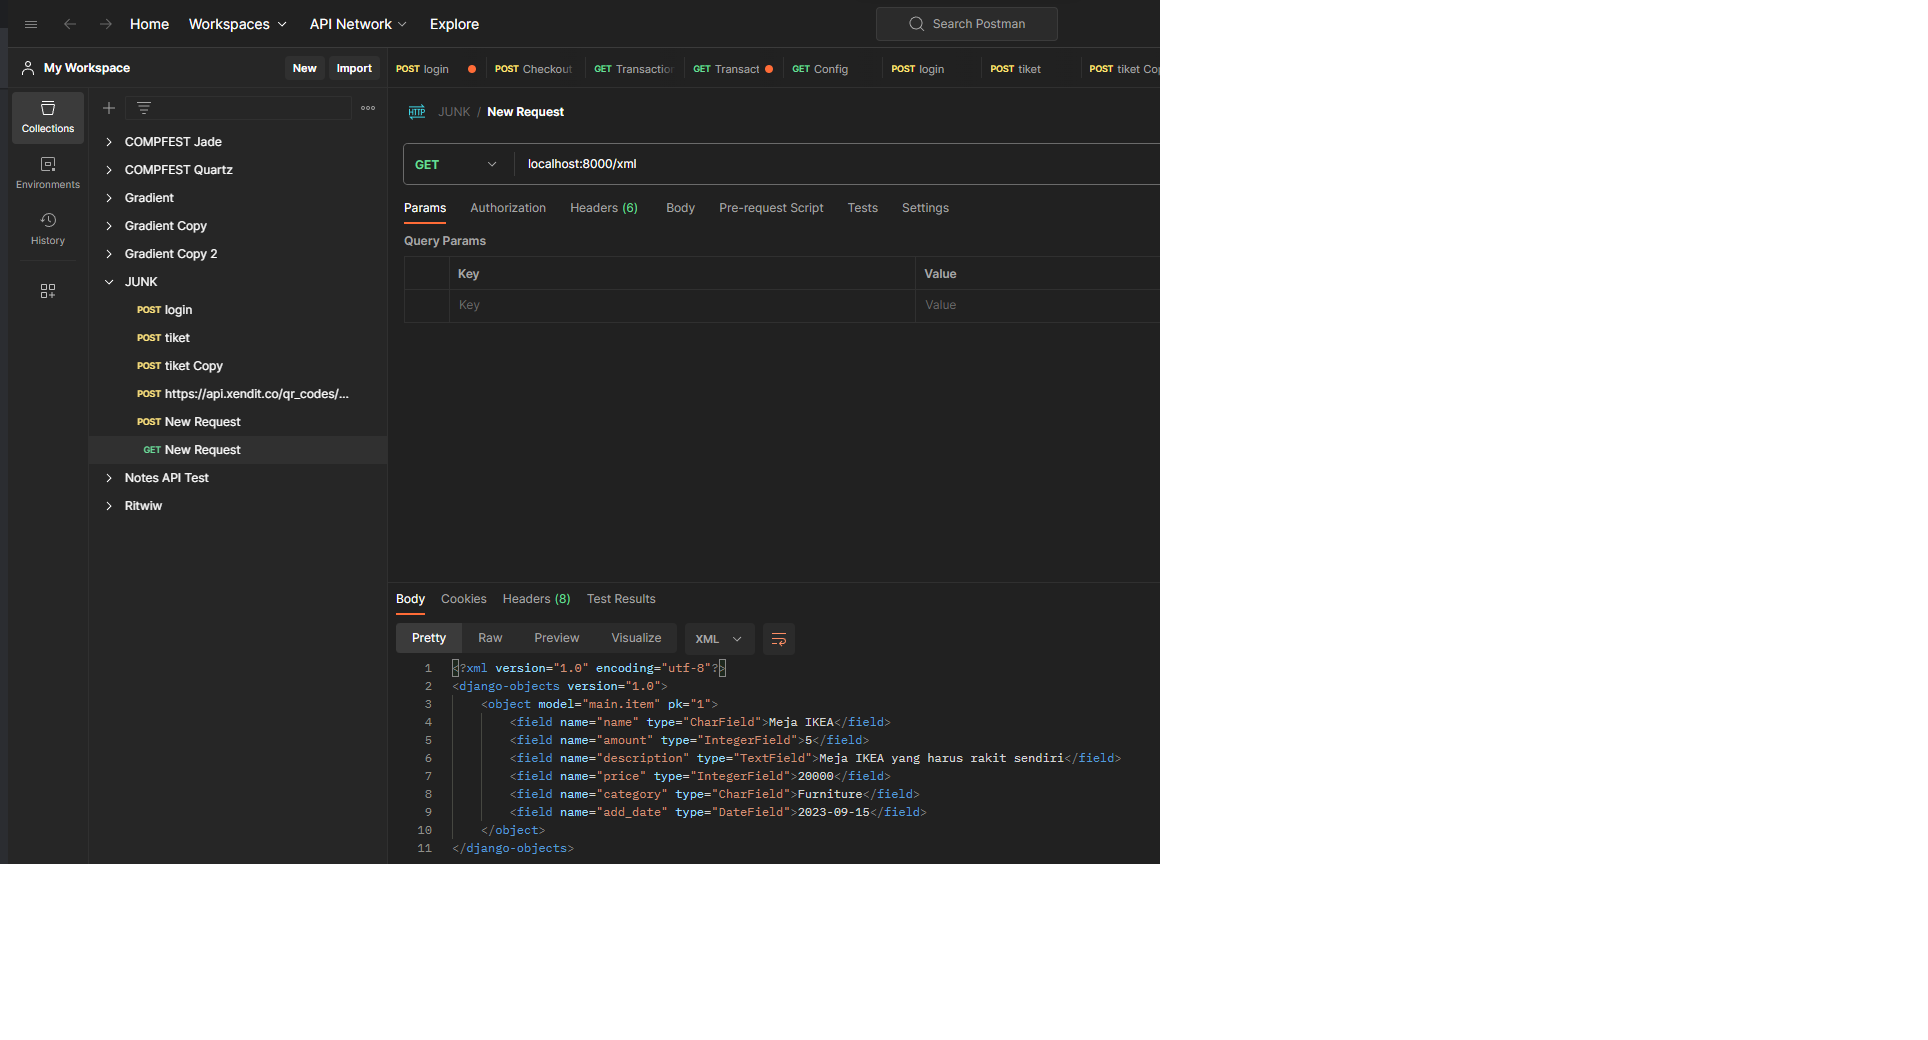 Home Workspaces API Network Explore Search Postman
My Workspace New Import
POST login POST Checkout GET Transaction GET Transact GET Config POST login POST tiket POST tiket Cop
Collections
Environments
History
COMPFEST Jade
COMPFEST Quartz
Gradient
Gradient Copy
Gradient Copy 2
JUNK
POST login
POST tiket
POST tiket Copy
POST https://api.xendit.co/qr_codes/...
POST New Request
GET New Request
Notes API Test
Ritwiw
HTTP JUNK / New Request
GET localhost:8000/xml
Params Authorization Headers (6) Body Pre-request Script Tests Settings
Query Params
Key Value
Key Value
Body Cookies Headers (8) Test Results
Pretty Raw Preview Visualize XML
1 <?xml version="1.0" encoding="utf-8"?>
2 <django-objects version="1.0">
3 <object model="main.item" pk="1">
4 <field name="name" type="CharField">Meja IKEA</field>
5 <field name="amount" type="IntegerField">5</field>
6 <field name="description" type="TextField">Meja IKEA yang harus rakit sendiri</field>
7 <field name="price" type="IntegerField">20000</field>
8 <field name="category" type="CharField">Furniture</field>
9 <field name="add_date" type="DateField">2023-09-15</field>
10 </object>
11 </django-objects>